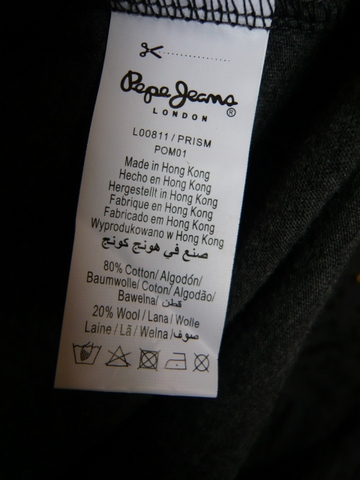 Pepe Jeans ®
LONDON
L00811 / PRISM
POM01
Made in Hong Kong
Hecho en Hong Kong
Hergestellt in Hong Kong
Fabrique en Hong Kong
Fabricado em Hong Kong
Wyprodukowano w Hong Kong
صنع في هونج كونج
80% Cotton/ Algodón/
Baumwolle/ Coton/ Algodão/
Bawełna/ قطن/
20% Wool / Lana / Wolle
Laine / Lã / Wełna /صوف